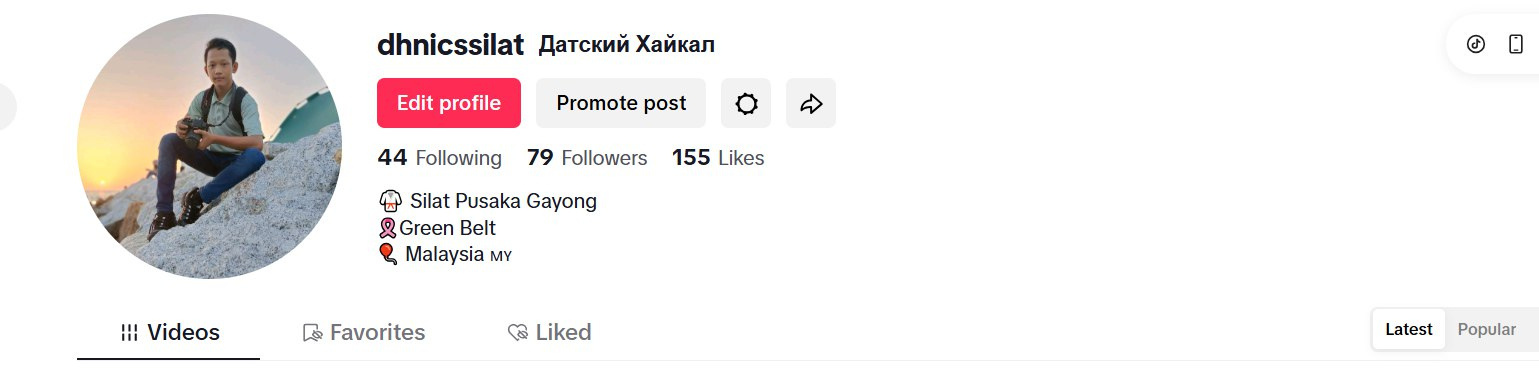 dhnicssilat Датский Хайкал
Edit profile Promote post
44 Following 79 Followers 155 Likes
🥋 Silat Pusaka Gayong
🎗Green Belt
🎈 Malaysia MY
Videos Favorites Liked
Latest Popular